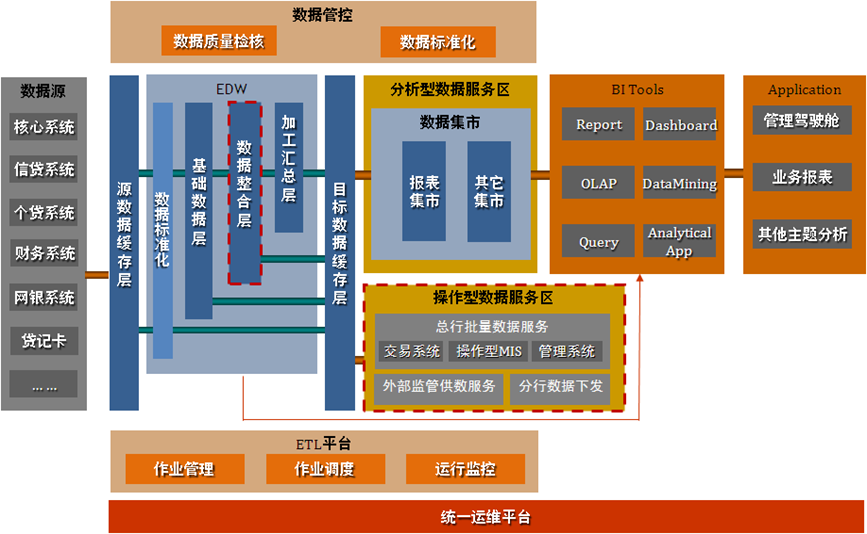 数据管控
数据质量检核
数据标准化
数据源
核心系统
信贷系统
个贷系统
财务系统
网银系统
贷记卡
... ...
源数据缓存层
EDW
数据标准化
基础数据层
数据整合层
加工汇总层
目标数据缓存层
分析型数据服务区
数据集市
报表集市
其它集市
操作型数据服务区
总行批量数据服务
交易系统
操作型MIS
管理系统
外部监管供数服务
分行数据下发
BI Tools
Report
Dashboard
OLAP
DataMining
Query
Analytical
App
Application
管理驾驶舱
业务报表
其他主题分析
ETL平台
作业管理
作业调度
运行监控
统一运维平台